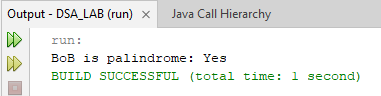 Output - DSA_LAB (run) Java Call Hierarchy
run:
BoB is palindrome: Yes
BUILD SUCCESSFUL (total time: 1 second)